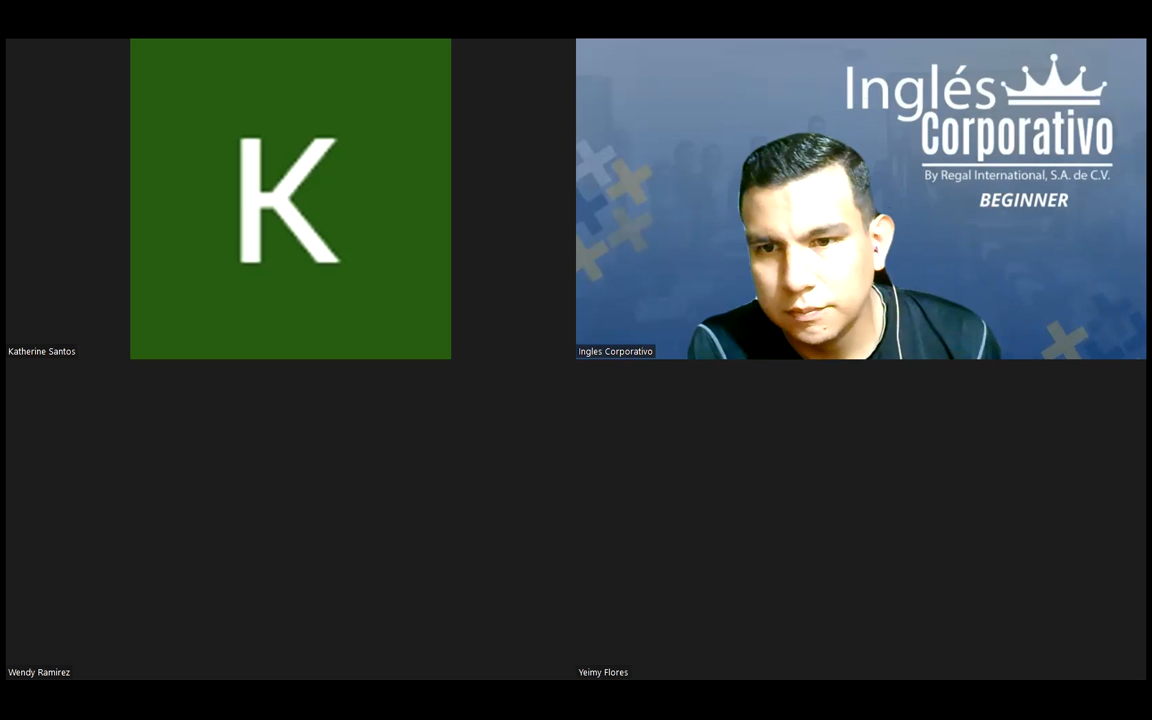 K
Inglés
Corporativo
By Regal International, S.A. de C.V.
BEGINNER
Katherine Santos
Ingles Corporativo
Wendy Ramirez
Yeimy Flores